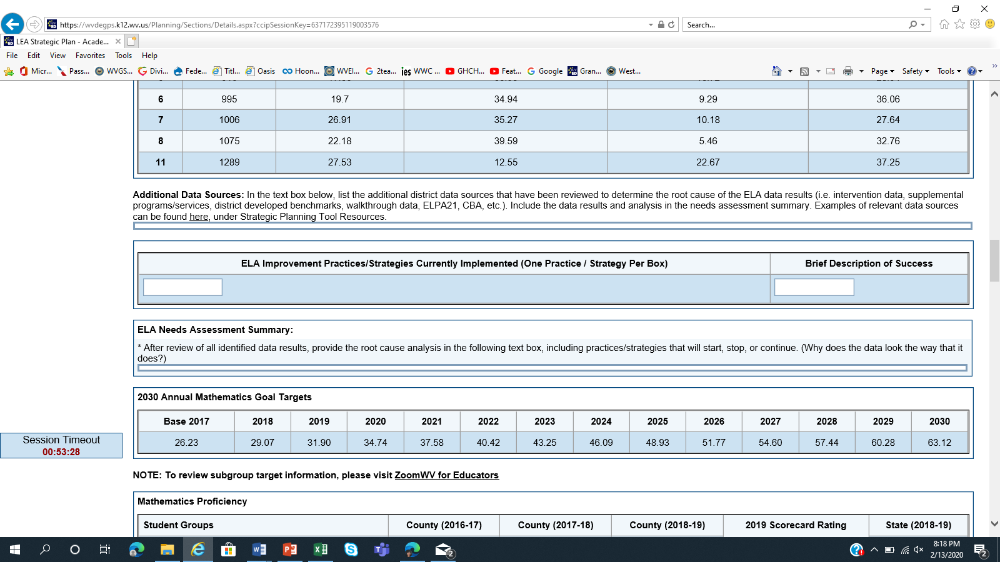 https://wvdegps.k12.wv.us/Planning/Sections/Details.aspx?ccipSessionKey=637172395119003576
Search...
LEA Strategic Plan - Acade...
File Edit View Favorites Tools Help
Micr... Pass... WVGS... Divi... Fede... Titl... Oasis Hoon... WVEI... 2tea... ies WWC ... GHCH... Feat... Google Gran... West... Page Safety Tools
6 995 19.7 34.94 9.29 36.06
7 1006 26.91 35.27 10.18 27.64
8 1075 22.18 39.59 5.46 32.76
11 1289 27.53 12.55 22.67 37.25
Additional Data Sources: In the text box below, list the additional district data sources that have been reviewed to determine the root cause of the ELA data results (i.e. intervention data, supplemental
programs/services, district developed benchmarks, walkthrough data, ELPA21, CBA, etc.). Include the data results and analysis in the needs assessment summary. Examples of relevant data sources
can be found here, under Strategic Planning Tool Resources.
ELA Improvement Practices/Strategies Currently Implemented (One Practice / Strategy Per Box) Brief Description of Success
ELA Needs Assessment Summary:
* After review of all identified data results, provide the root cause analysis in the following text box, including practices/strategies that will start, stop, or continue. (Why does the data look the way that it
does?)
2030 Annual Mathematics Goal Targets
Base 2017 2018 2019 2020 2021 2022 2023 2024 2025 2026 2027 2028 2029 2030
26.23 29.07 31.90 34.74 37.58 40.42 43.25 46.09 48.93 51.77 54.60 57.44 60.28 63.12
Session Timeout
00:53:28
NOTE: To review subgroup target information, please visit ZoomWV for Educators
Mathematics Proficiency
Student Groups County (2016-17) County (2017-18) County (2018-19) 2019 Scorecard Rating State (2018-19)
8:18 PM
2/13/2020
2
2